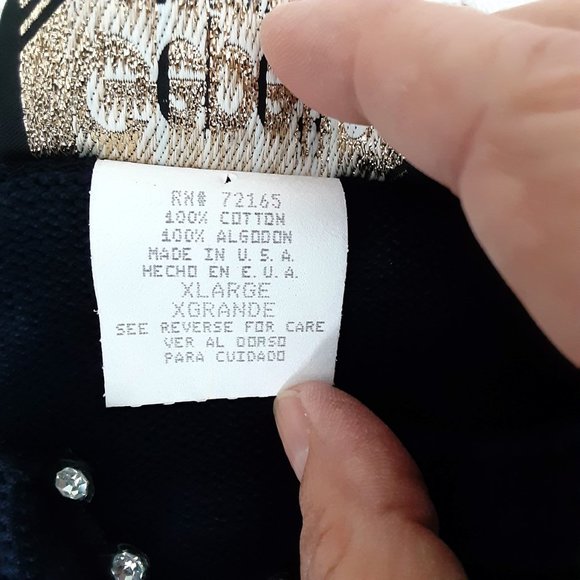 RN# 72165
100% COTTON
100% ALGODON
MADE IN U.S.A.
HECHO EN E.U.A.
XLARGE
XGRANDE
SEE REVERSE FOR CARE
VER AL DORSO
PARA CUIDADO